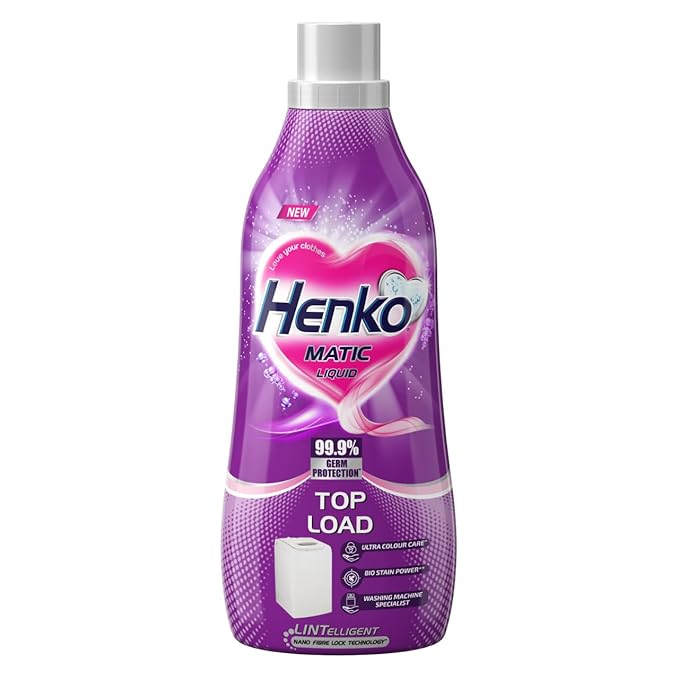 NEW
Love your clothes
Henko
MATIC
LIQUID
99.9%
GERM
PROTECTION*
TOP
LOAD
ULTRA COLOUR CARE**
BIO STAIN POWER***
WASHING MACHINE
SPECIALIST
LINTELLIGENT
NANO FIBRE LOCK TECHNOLOGY^